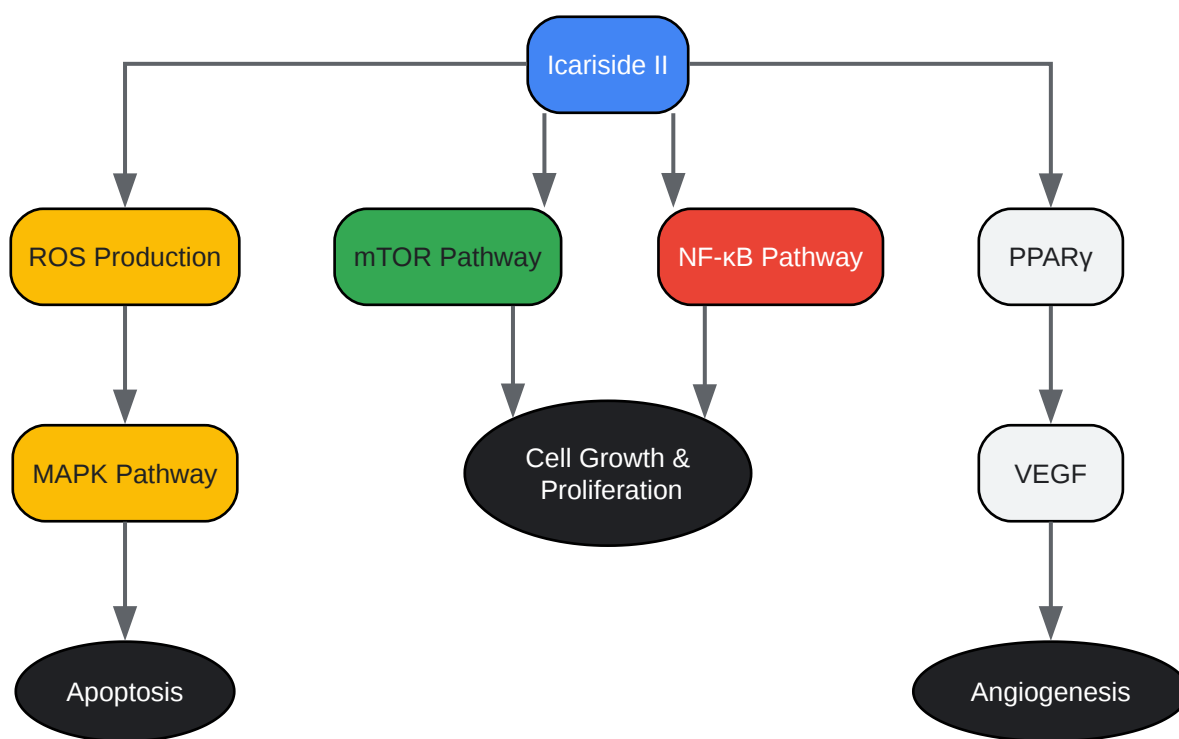 Icariside II
ROS Production
mTOR Pathway
NF-κB Pathway
PPARγ
MAPK Pathway
Cell Growth &
Proliferation
VEGF
Apoptosis
Angiogenesis